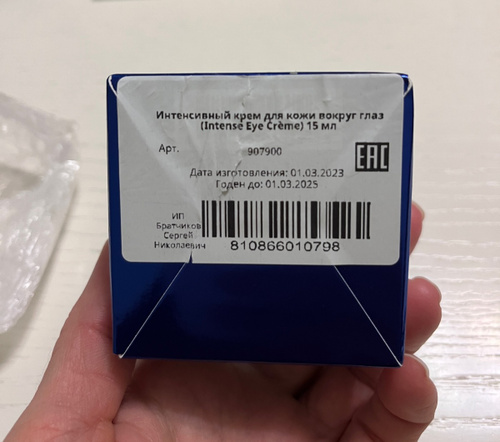 Интенсивный крем для кожи вокруг глаз
(Intense Eye Crème) 15 мл
Арт. 907900
EAC
Дата изготовления: 01.03.2023
Годен до: 01.03.2025
ИП
Братчиков
Сергей
Николаевич
810866010798